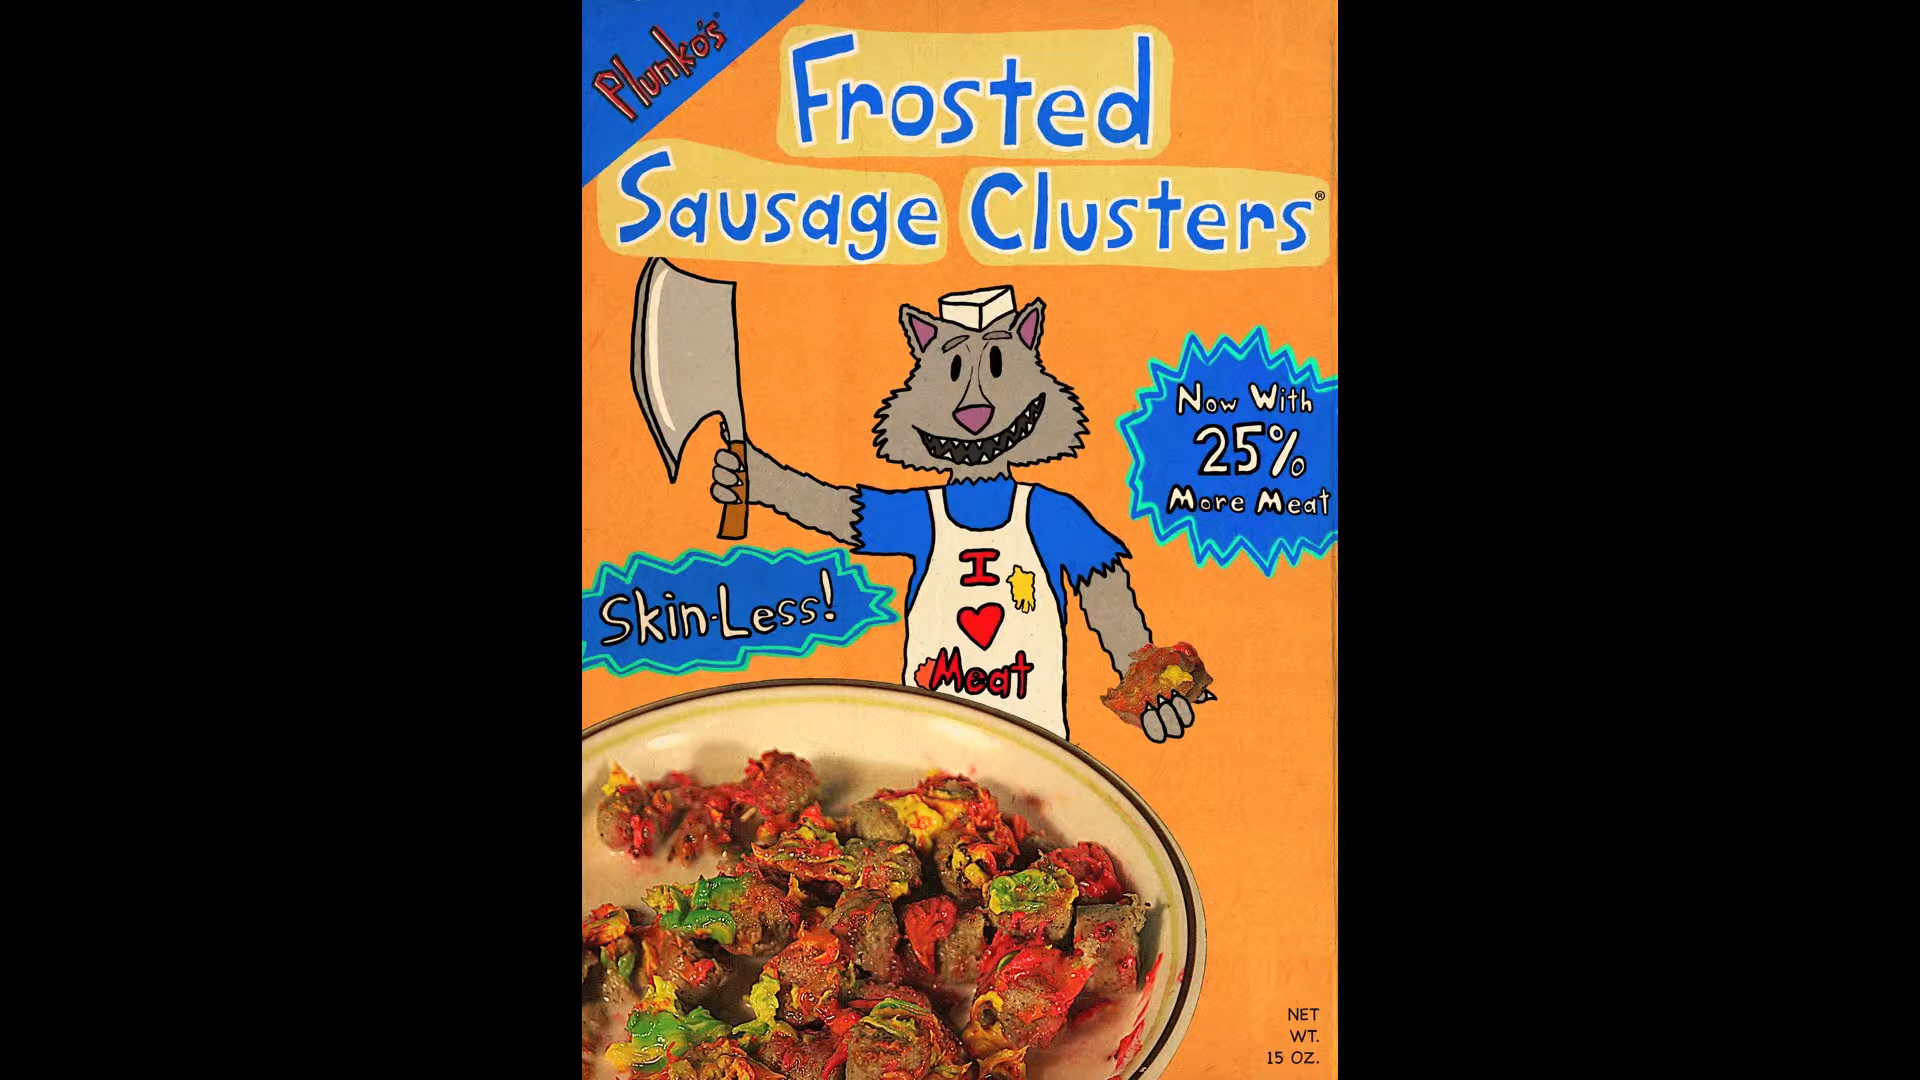 Plunko's®
Frosted
Sausage Clusters®
Now With
25%
More Meat
Skin-Less!
I
Meat
NET
WT.
15 OZ.